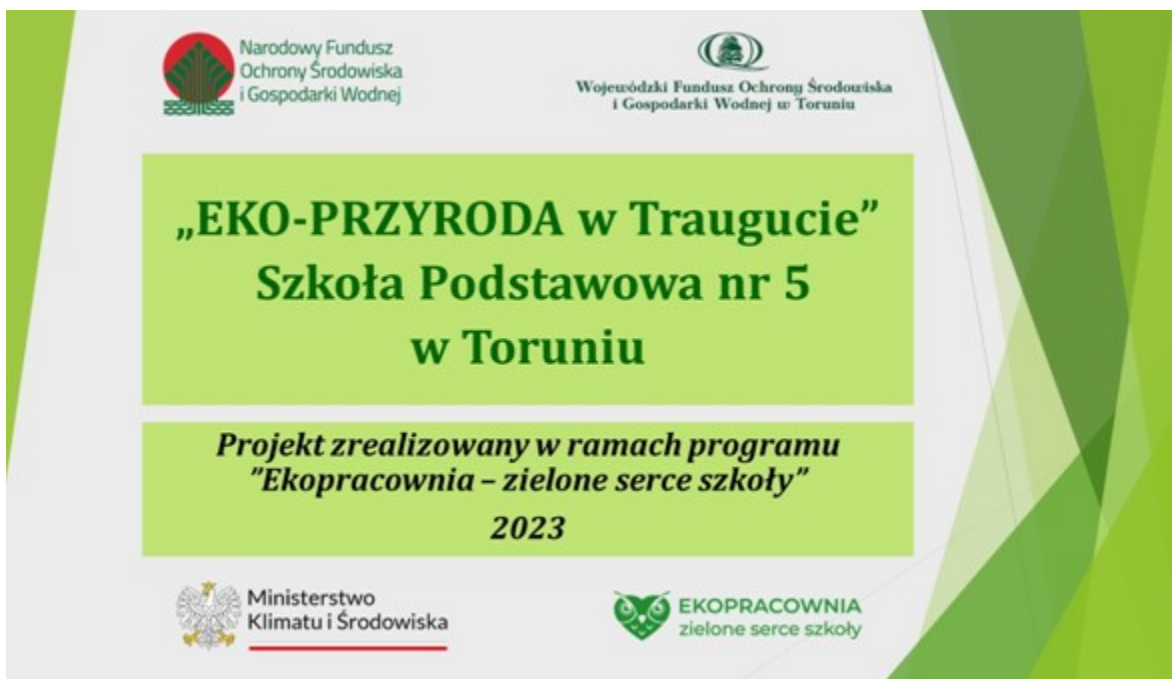 Narodowy Fundusz
Ochrony Środowiska
i Gospodarki Wodnej
Wojewódzki Fundusz Ochrony Środowiska
i Gospodarki Wodnej w Toruniu
„EKO-PRZYRODA w Traugucie”
Szkoła Podstawowa nr 5
w Toruniu
Projekt zrealizowany w ramach programu
”Ekopracownia – zielone serce szkoły”
2023
Ministerstwo
Klimatu i Środowiska
EKOPRACOWNIA
zielone serce szkoły